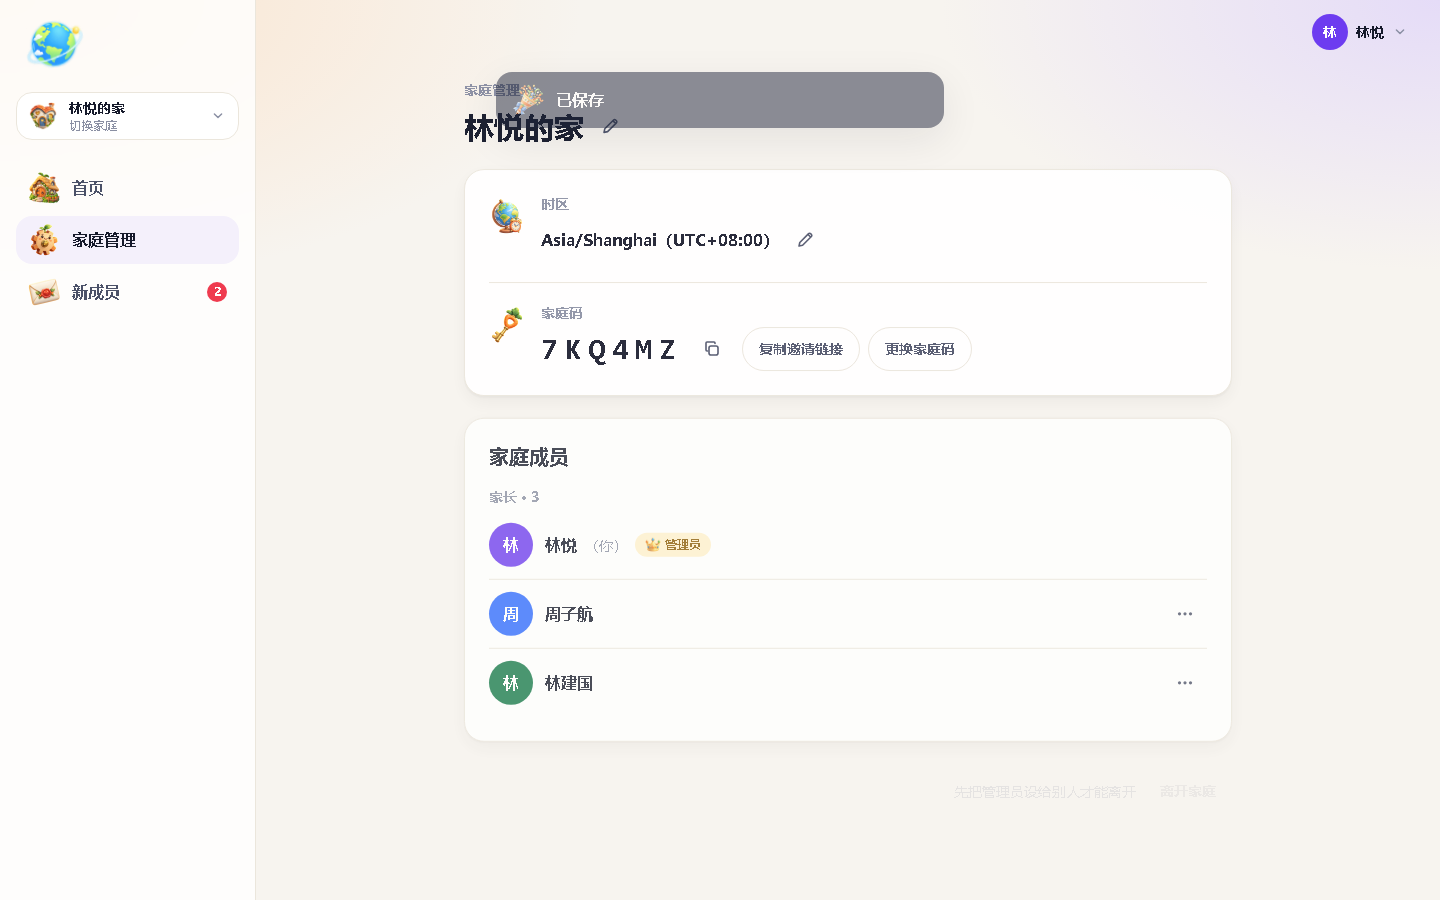 林悦的家
切换家庭
首页
家庭管理
新成员 2
林 林悦
家庭管理
已保存
林悦的家
时区
Asia/Shanghai (UTC+08:00)
家庭码
7KQ4MZ
复制邀请链接
更换家庭码
家庭成员
家长 • 3
林 林悦 (你) 管理员
周 周子航
林 林建国
先把管理员设给别人才能离开 离开家庭